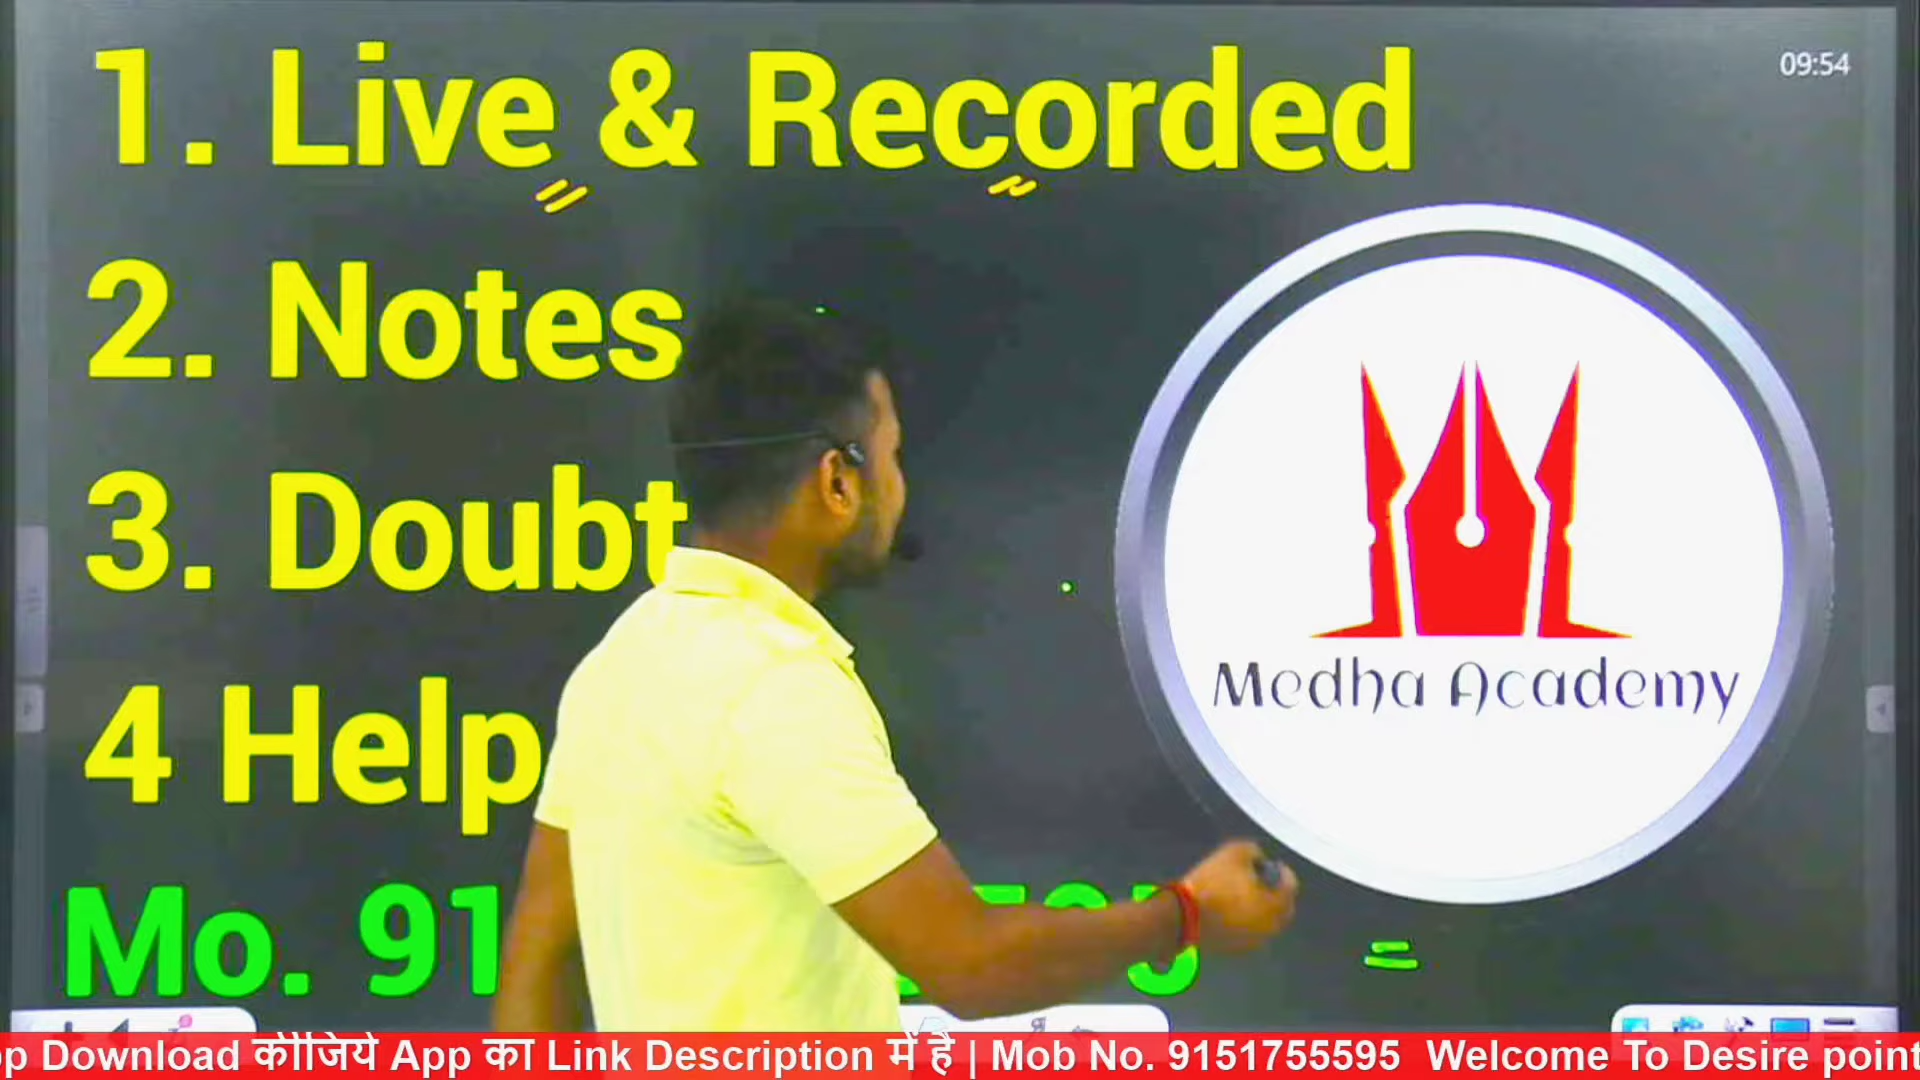 09:54
1. Live & Recorded
2. Notes
3. Doubt
4 Help
Mo. 91
Medha Academy
Download कीजिये App का Link Description में है | Mob No. 9151755595 Welcome To Desire point